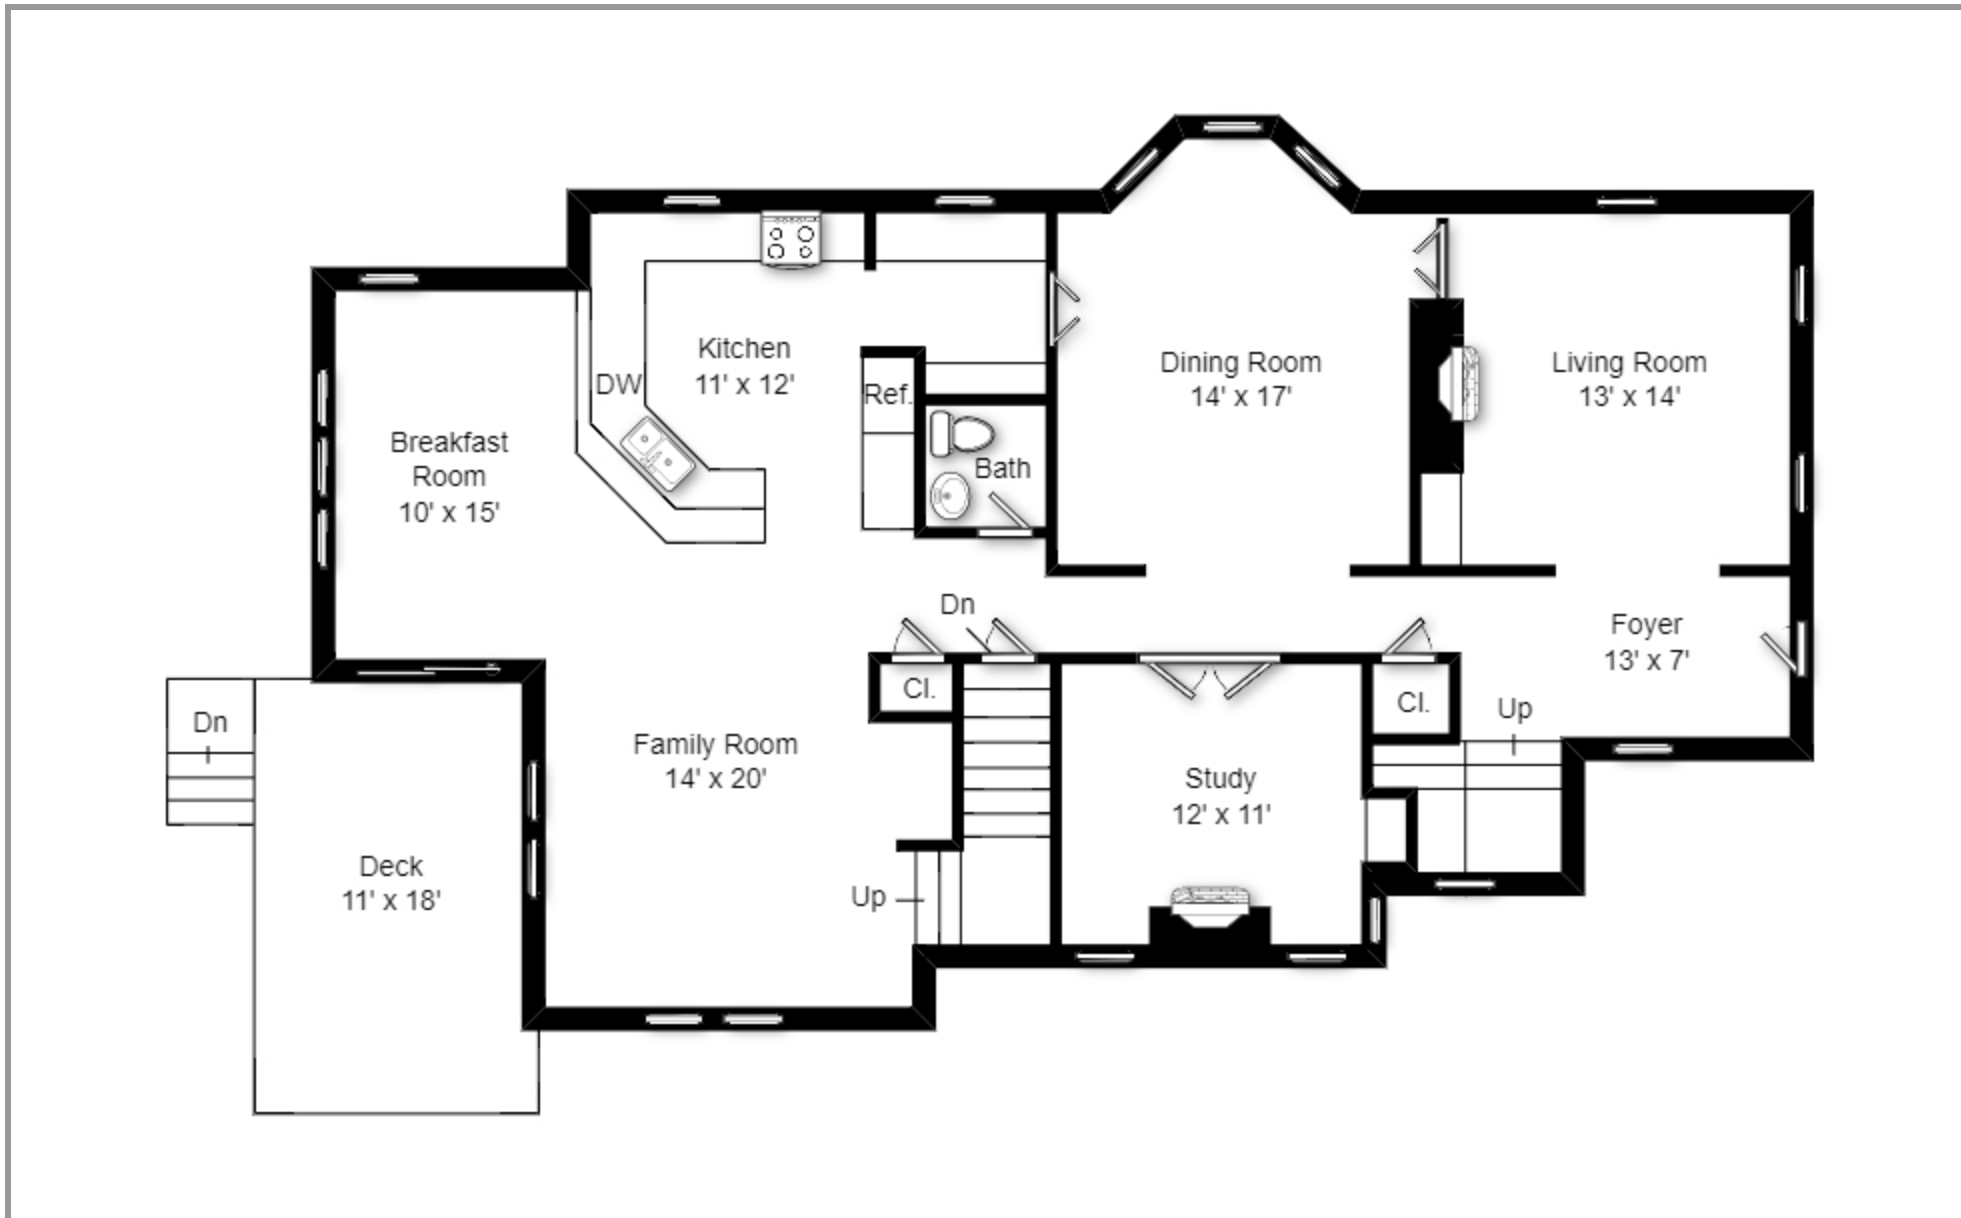 Kitchen
11' x 12'
DW
Ref.
Dining Room
14' x 17'
Living Room
13' x 14'
Breakfast
Room
10' x 15'
Bath
Dn
Foyer
13' x 7'
Cl.
Cl.
Up
Dn
Family Room
14' x 20'
Study
12' x 11'
Deck
11' x 18'
Up